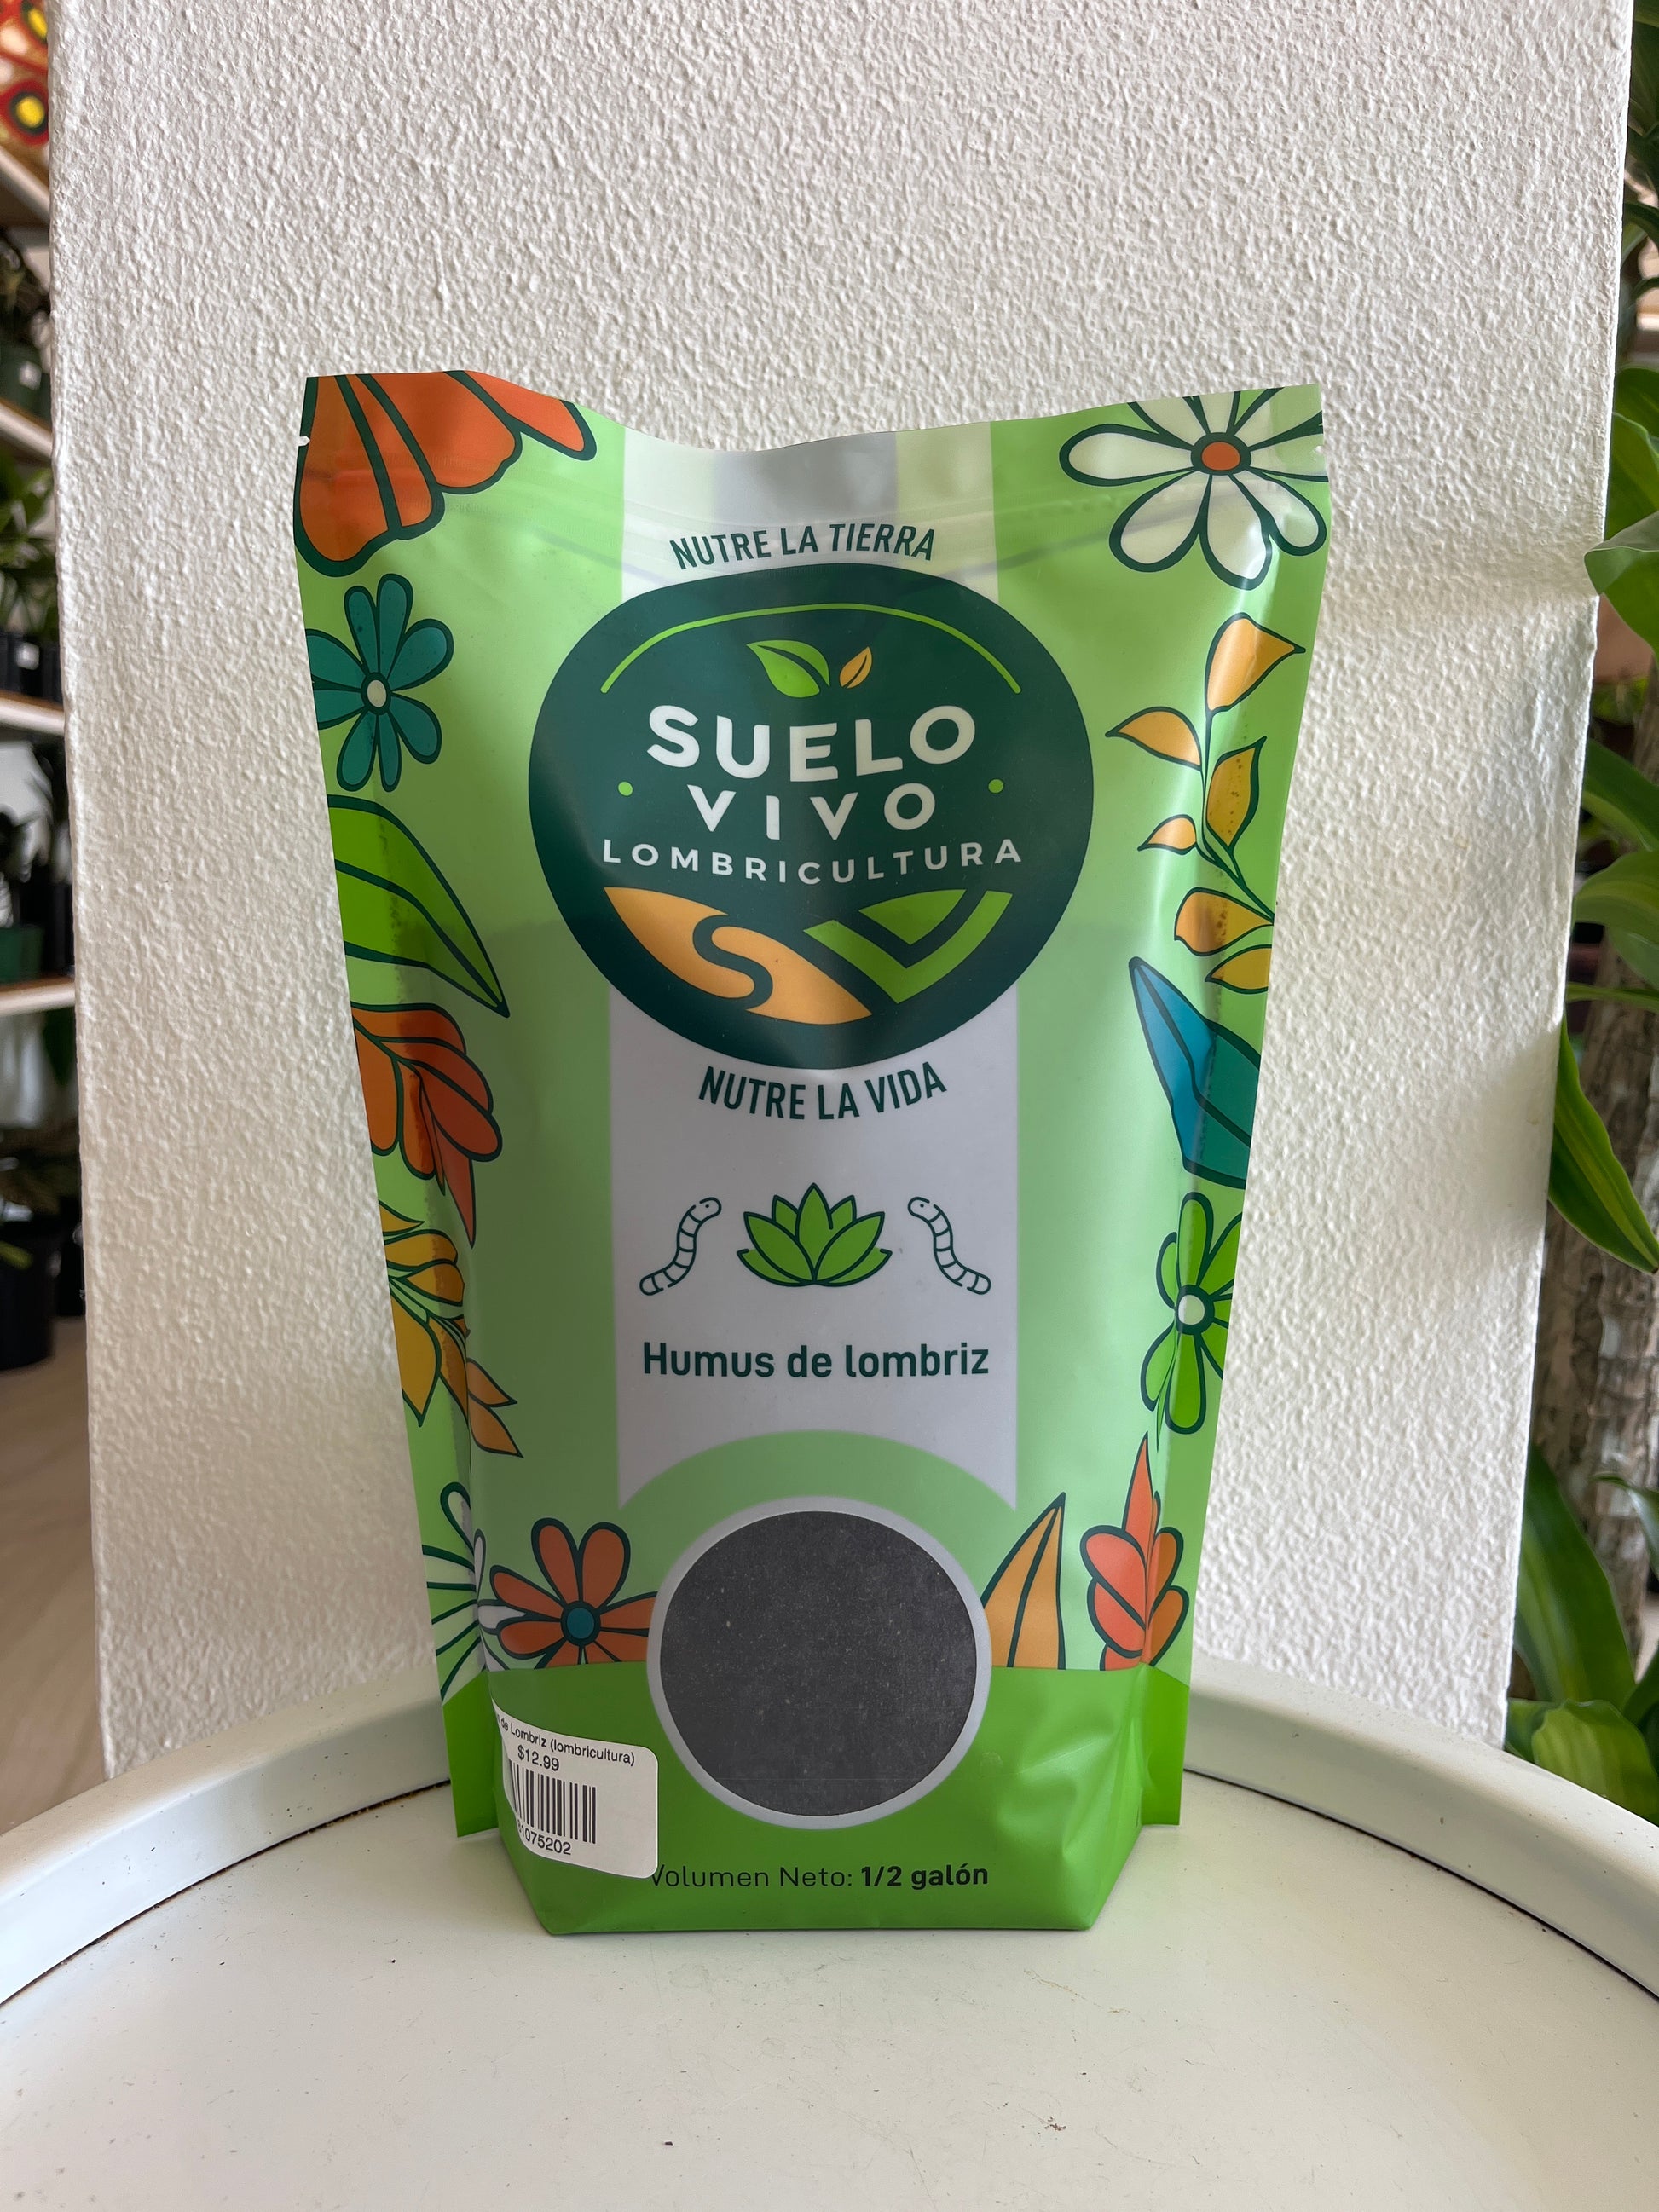 NUTRE LA TIERRA
SUELO
VIVO
LOMBRICULTURA
NUTRE LA VIDA
Humus de lombriz
de Lombriz (lombricultura)
$12.99
1075202
Volumen Neto: 1/2 galón